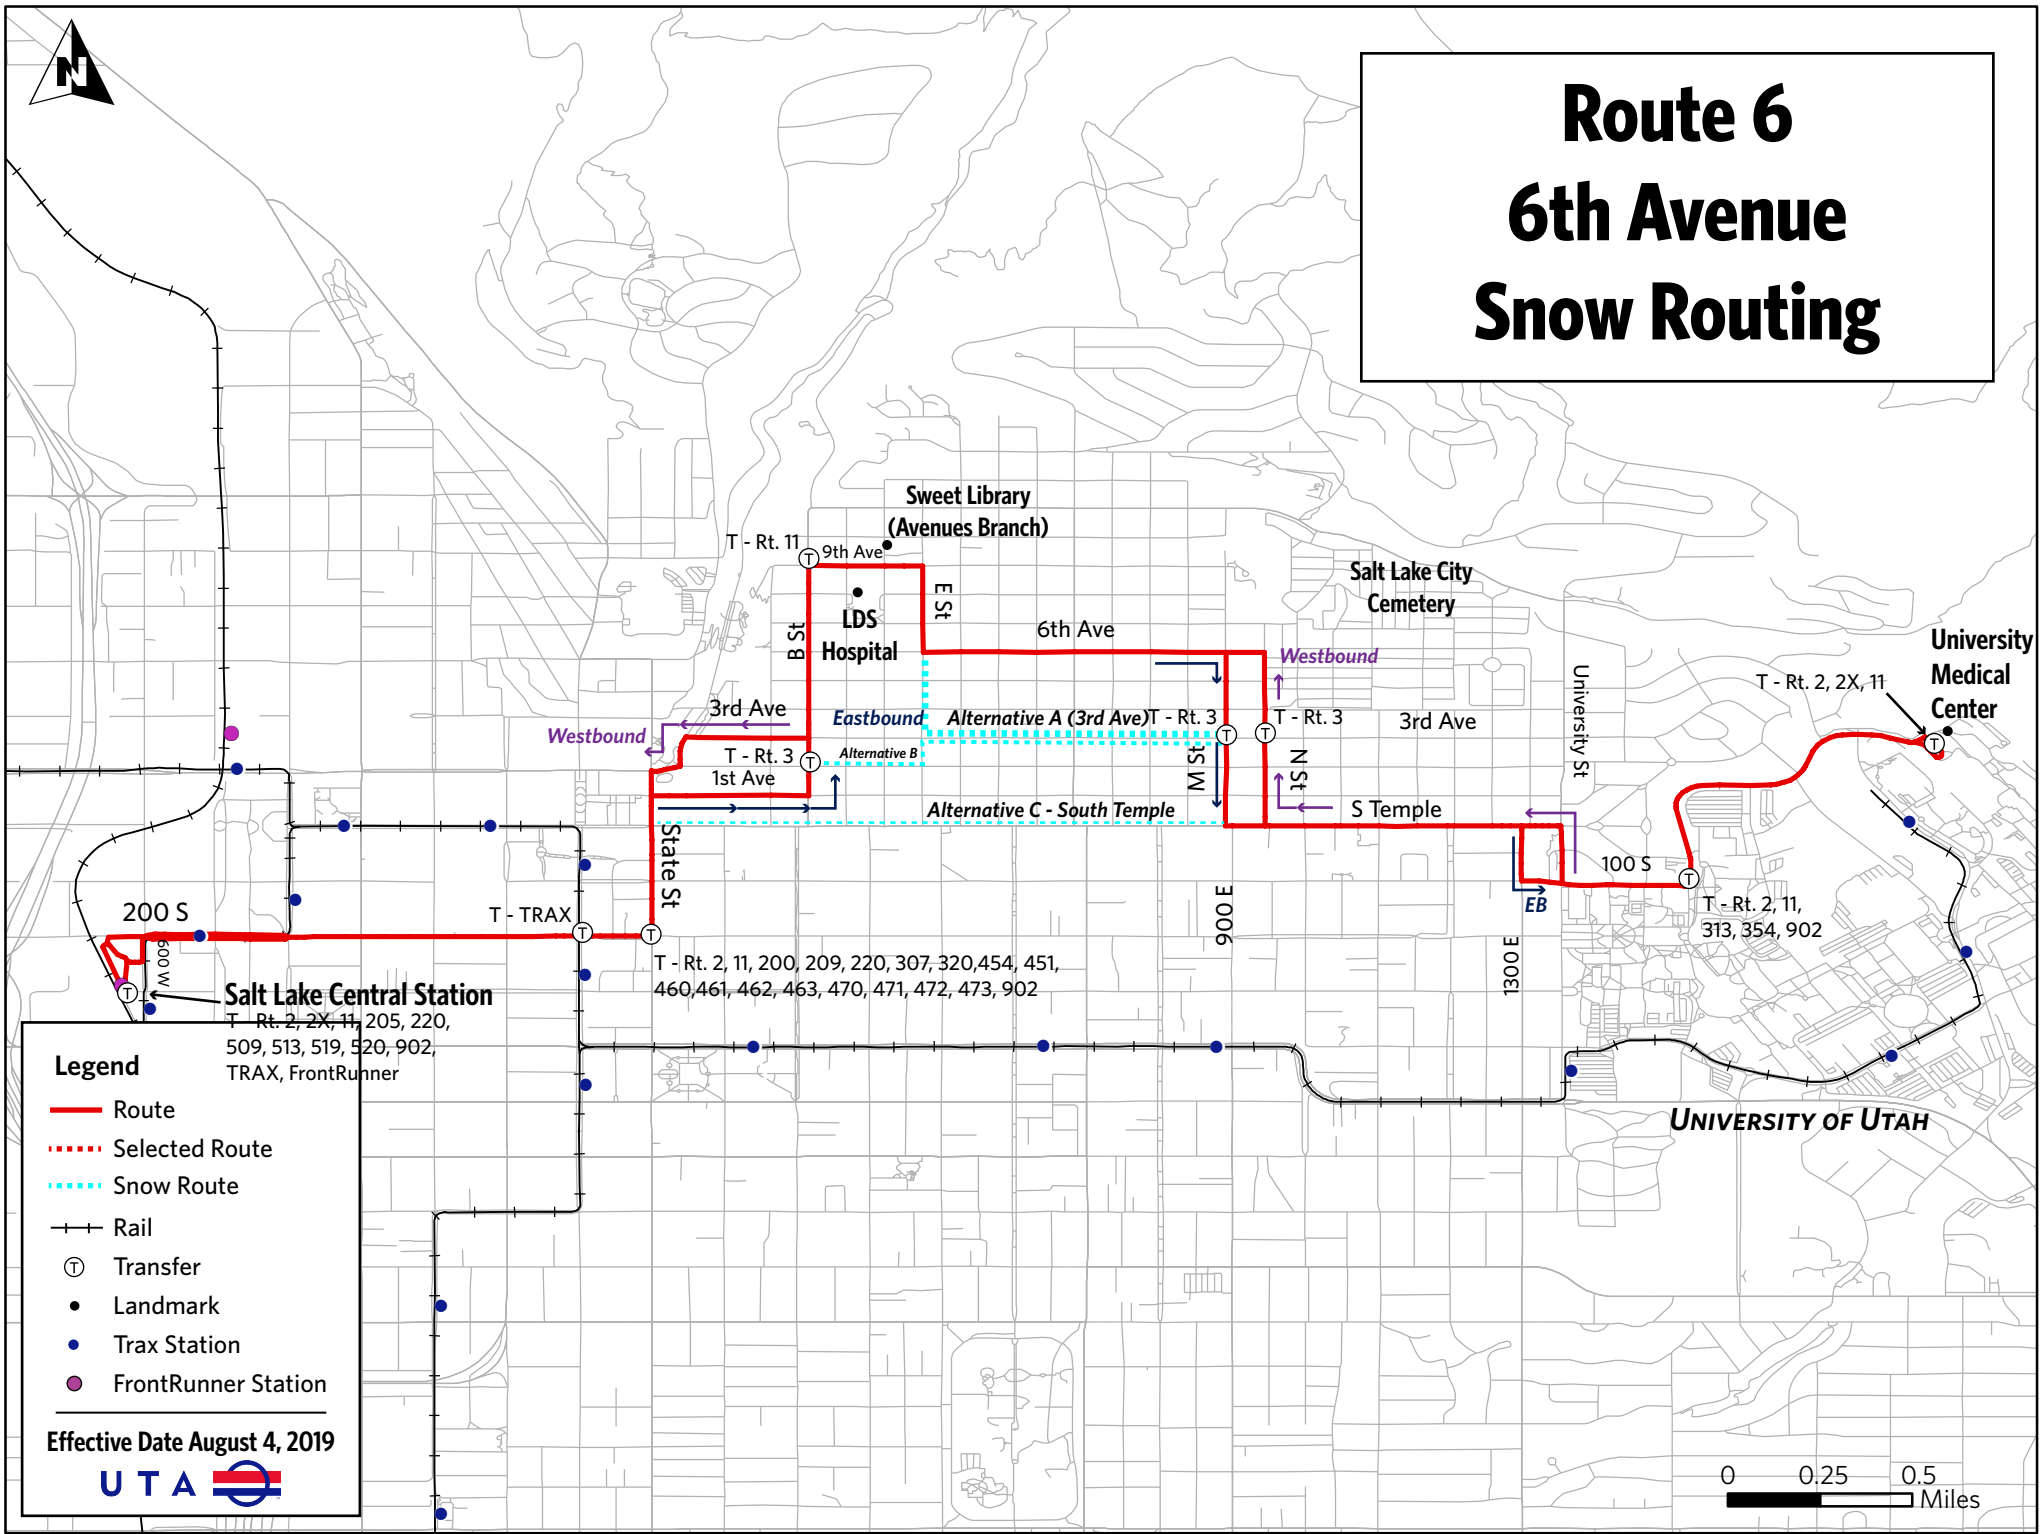 N
Route 6
6th Avenue
Snow Routing
Sweet Library
(Avenues Branch)
T - Rt. 11
9th Ave
E St
LDS
Hospital
B St
6th Ave
Salt Lake City
Cemetery
University
Medical
Center
T - Rt. 2, 2X, 11
University St
Westbound
3rd Ave
Westbound
Eastbound
Alternative A (3rd Ave)
T - Rt. 3
T - Rt. 3
3rd Ave
T - Rt. 3
Alternative B
1st Ave
M St
N St
Alternative C - South Temple
S Temple
State St
100 S
EB
T - Rt. 2, 11,
313, 354, 902
900 E
1300 E
200 S
T - TRAX
600 W
T - Rt. 2, 11, 200, 209, 220, 307, 320,454, 451,
460,461, 462, 463, 470, 471, 472, 473, 902
Salt Lake Central Station
T - Rt. 2, 2X, 11, 205, 220,
509, 513, 519, 520, 902,
TRAX, FrontRunner
UNIVERSITY OF UTAH
Legend
Route
Selected Route
Snow Route
Rail
T Transfer
Landmark
Trax Station
FrontRunner Station
Effective Date August 4, 2019
U T A
0 0.25 0.5
Miles